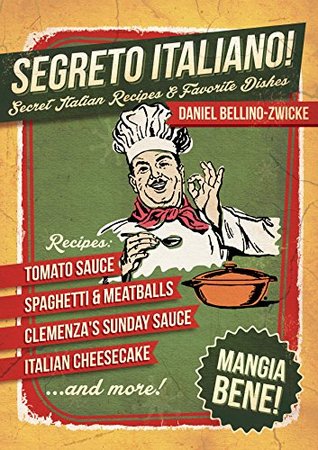 SEGRETO ITALIANO!
Secret Italian Recipes & Favorite Dishes
DANIEL BELLINO-ZWICKE
Recipes:
TOMATO SAUCE
SPAGHETTI & MEATBALLS
CLEMENZA'S SUNDAY SAUCE
ITALIAN CHEESECAKE
...and more!
MANGIA
BENE!